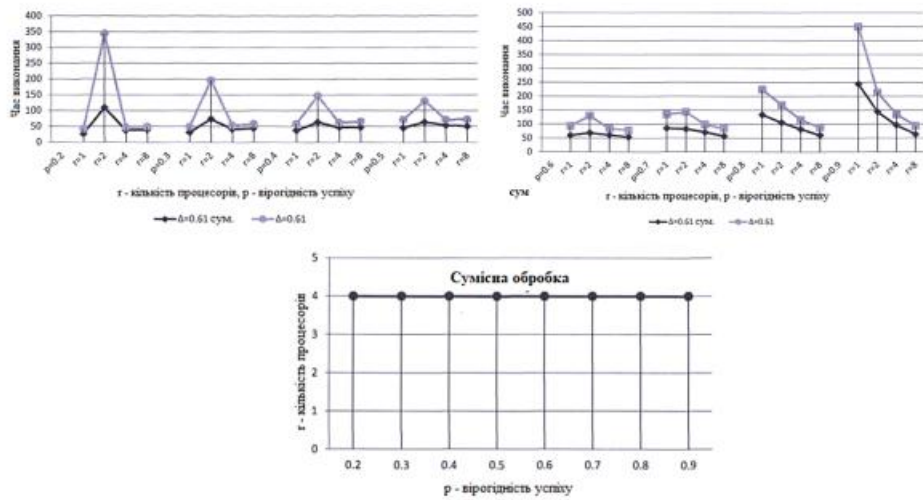 400
350
300
250
200
150
100
50
0
Час виконання
p=0.2
r=1
r=2
r=4
r=8
p=0.3
r=1
r=2
r=4
r=8
p=0.4
r=1
r=2
r=4
r=8
p=0.5
r=1
r=2
r=4
r=8
r - кількість процесорів, p - вірогідність успіху
Δ=0.61 сум.
Δ=0.61
500
450
400
350
300
250
200
150
100
50
0
Час виконання
p=0.6
r=1
r=2
r=4
r=8
p=0.7
r=1
r=2
r=4
r=8
p=0.8
r=1
r=2
r=4
r=8
p=0.9
r=1
r=2
r=4
r=8
r - кількість процесорів, p - вірогідність успіху
сум
Δ=0.61 сум.
Δ=0.61
Сумісна обробка
5
4
3
2
1
0
r - кількість процесорів
0.2 0.3 0.4 0.5 0.6 0.7 0.8 0.9
p - вірогідність успіху